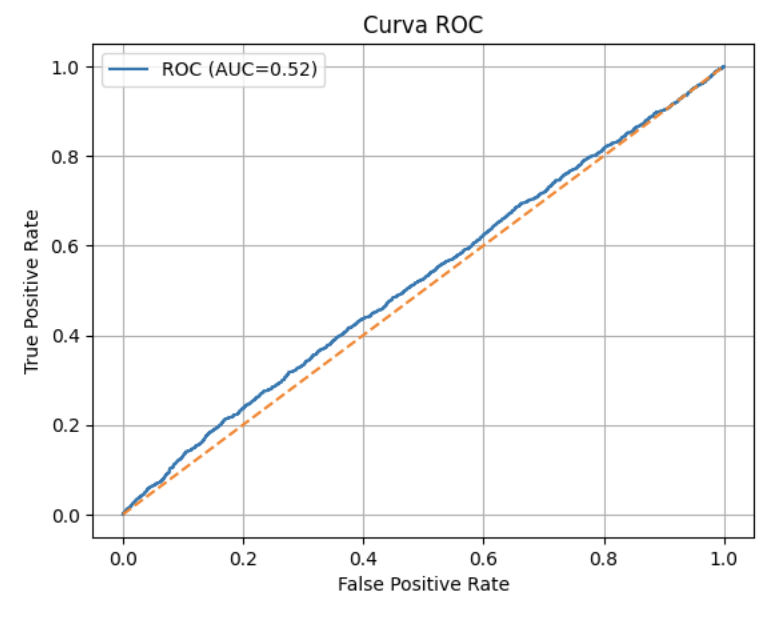 Curva ROC
ROC (AUC=0.52)
1.0
0.8
0.6
0.4
0.2
0.0
True Positive Rate
0.0 0.2 0.4 0.6 0.8 1.0
False Positive Rate